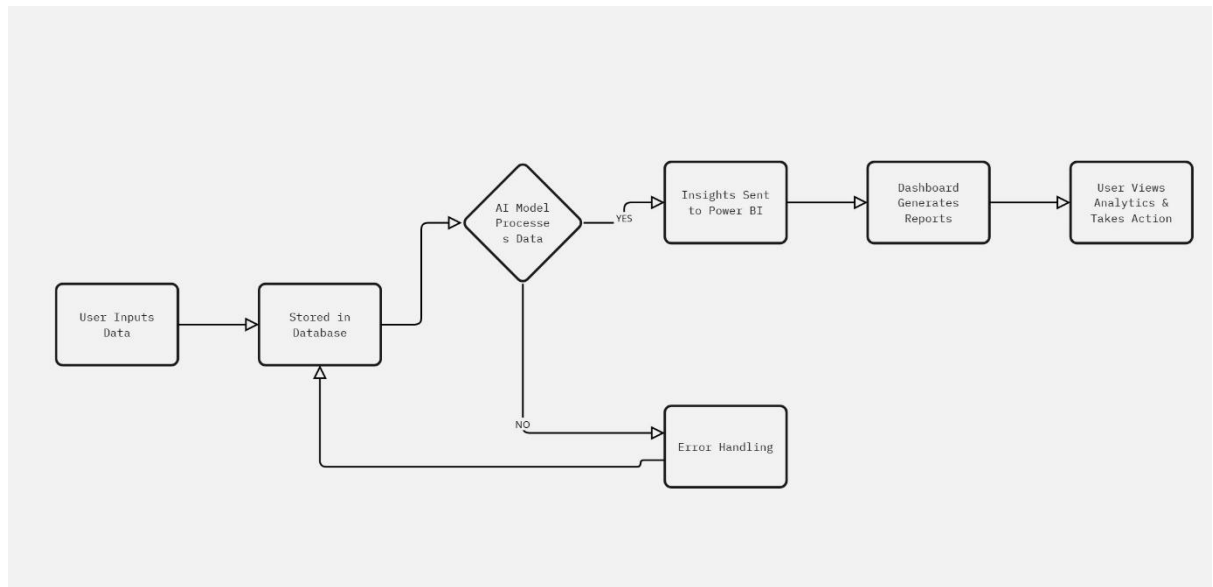 User Inputs
Data
Stored in
Database
AI Model
Processe
s Data
YES
Insights Sent
to Power BI
Dashboard
Generates
Reports
User Views
Analytics &
Takes Action
NO
Error Handling